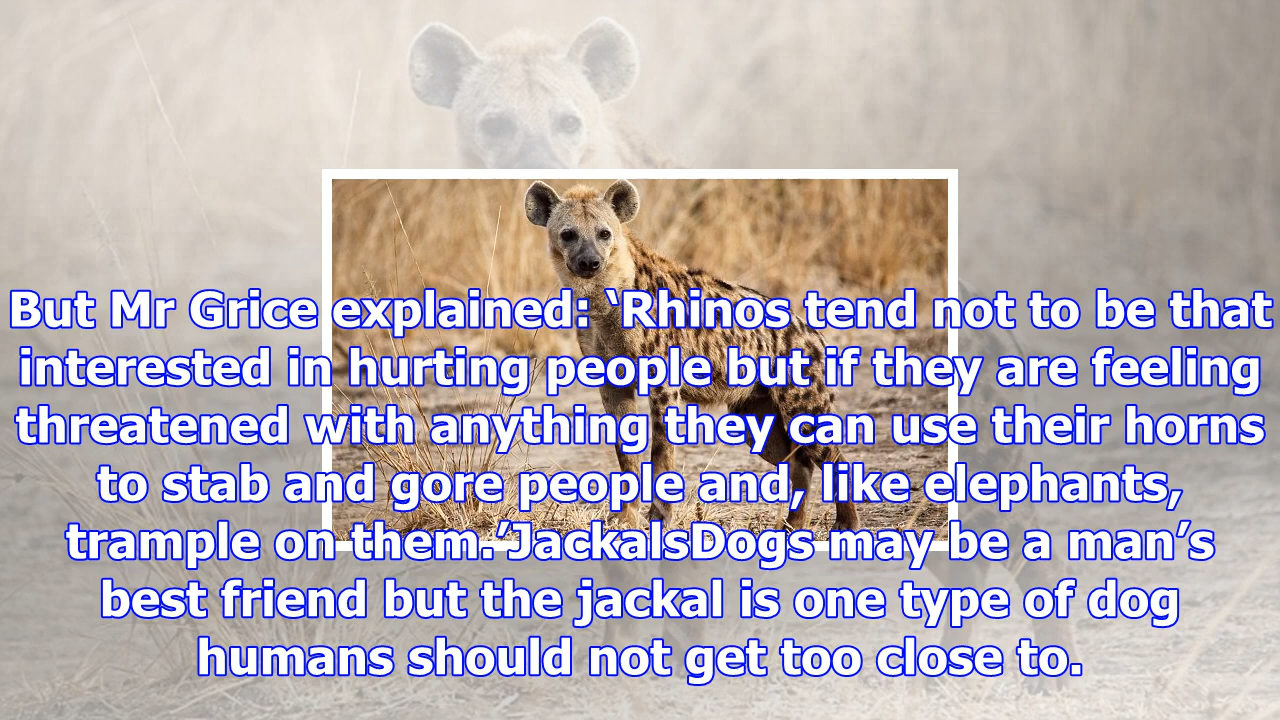 But Mr Grice explained: ‘Rhinos tend not to be that
interested in hurting people but if they are feeling
threatened with anything they can use their horns
to stab and gore people and, like elephants,
trample on them.’JackalsDogs may be a man’s
best friend but the jackal is one type of dog
humans should not get too close to.